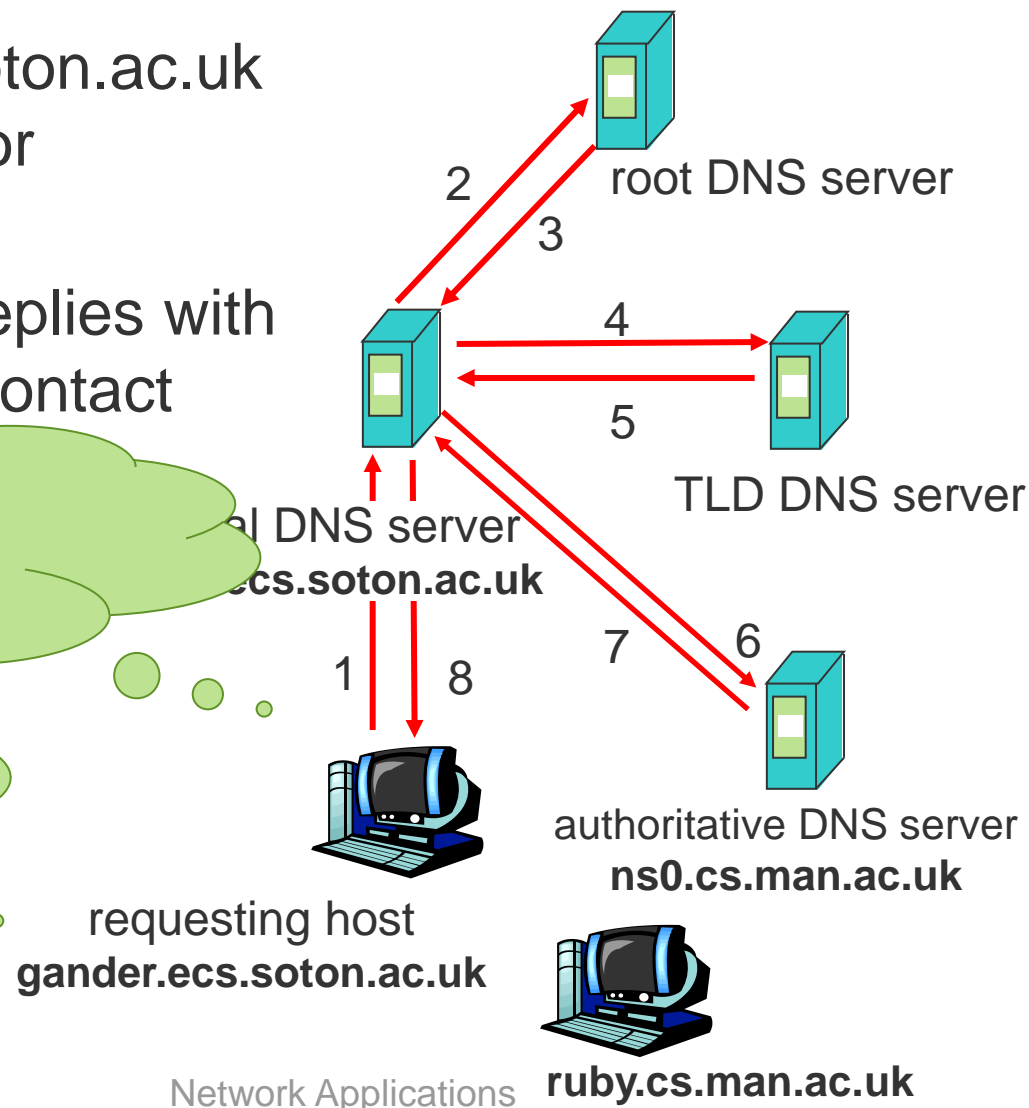 oton.ac.uk
or
eplies with
ontact
2
root DNS server
3
4
5
TLD DNS server
al DNS server
ecs.soton.ac.uk
7
6
1
8
authoritative DNS server
ns0.cs.man.ac.uk
requesting host
gander.ecs.soton.ac.uk
Network Applications
ruby.cs.man.ac.uk